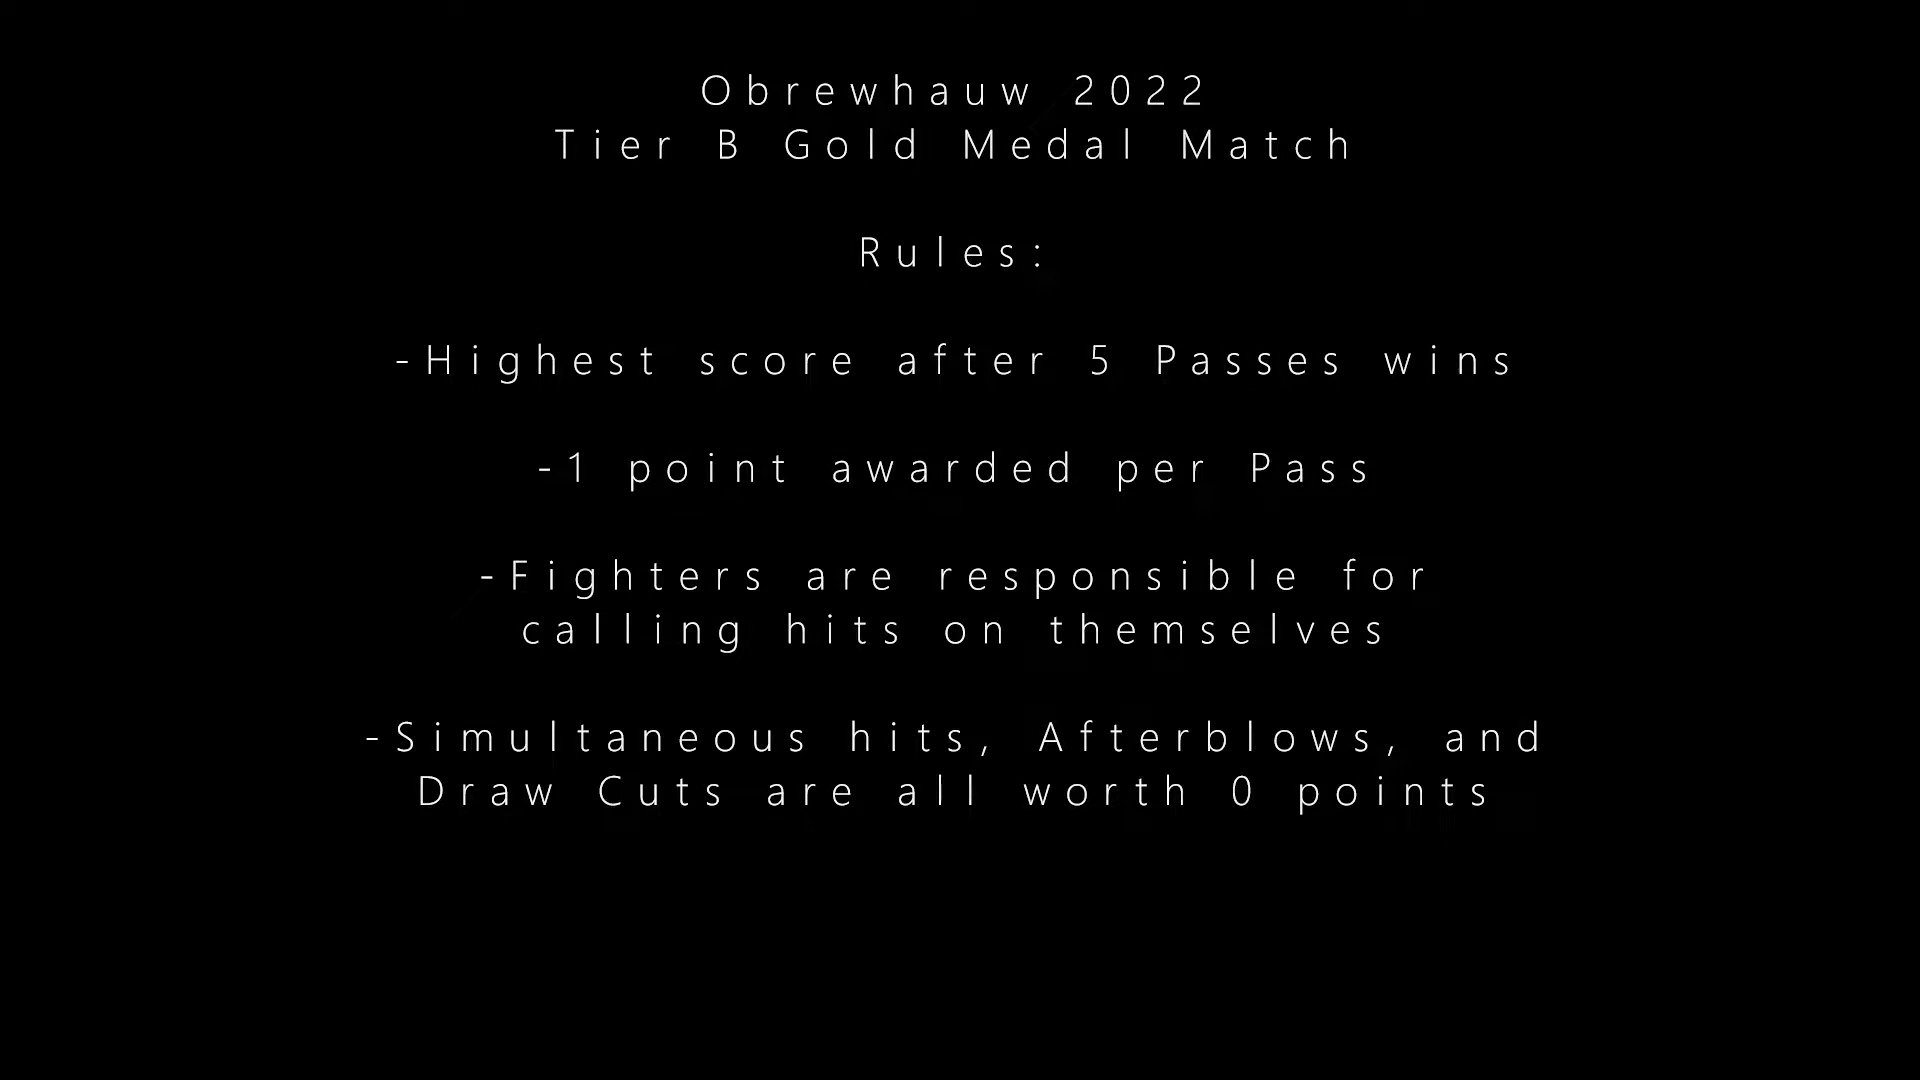 Obrewhauw 2022
Tier B Gold Medal Match
Rules:
-Highest score after 5 Passes wins
-1 point awarded per Pass
-Fighters are responsible for
calling hits on themselves
-Simultaneous hits, Afterblows, and
Draw Cuts are all worth 0 points